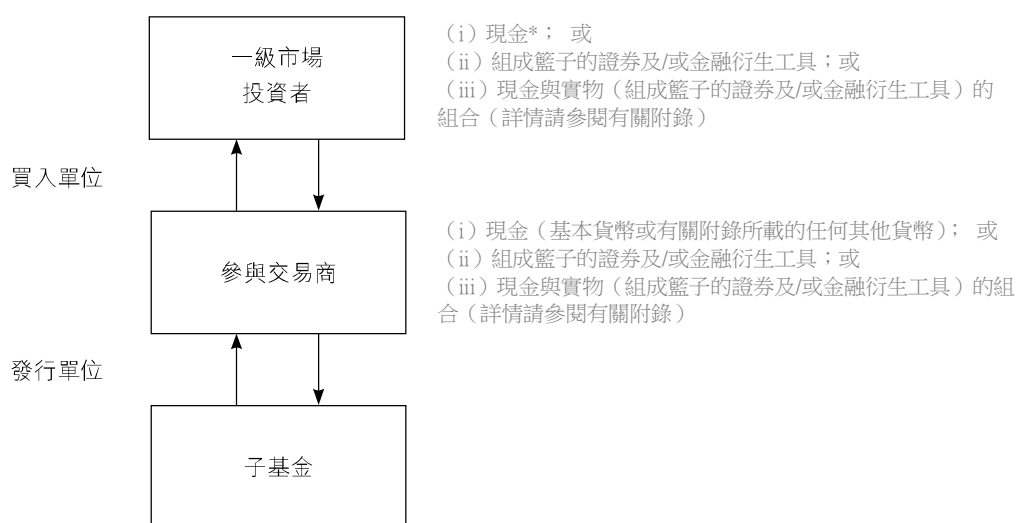 一級市場
投資者
（i）現金*； 或
（ii）組成籃子的證券及/或金融衍生工具；或
（iii）現金與實物（組成籃子的證券及/或金融衍生工具）的
組合（詳情請參閱有關附錄）
買入單位
參與交易商
（i）現金（基本貨幣或有關附錄所載的任何其他貨幣）； 或
（ii）組成籃子的證券及/或金融衍生工具；或
（iii）現金與實物（組成籃子的證券及/或金融衍生工具）的組
合（詳情請參閱有關附錄）
發行單位
子基金